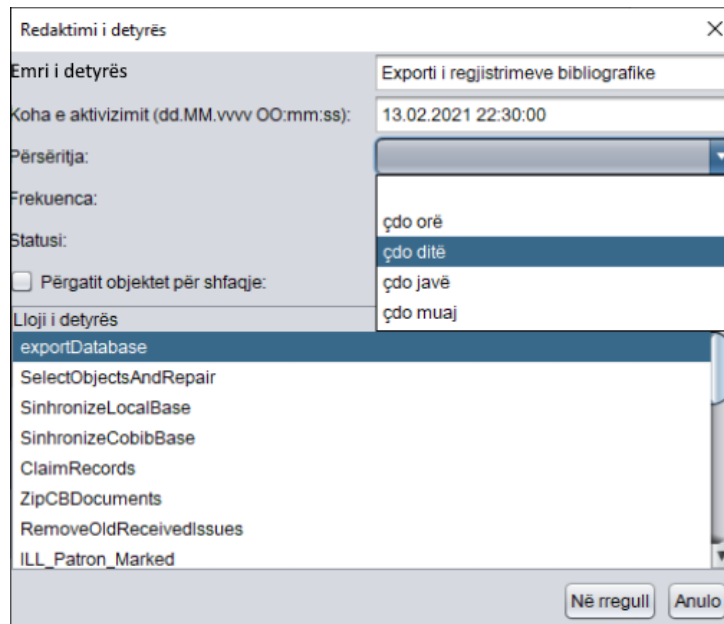 Redaktimi i detyrës
Emri i detyrës Exporti i regjistrimeve bibliografike
Koha e aktivizimit (dd.MM.vvvv OO:mm:ss): 13.02.2021 22:30:00
Përsëritja:
Frekuenca:
çdo orë
Statusi:
çdo ditë
Përgatit objektet për shfaqje:
çdo javë
çdo muaj
Lloji i detyrës
exportDatabase
SelectObjectsAndRepair
SinhronizeLocalBase
SinhronizeCobibBase
ClaimRecords
ZipCBDocuments
RemoveOldReceivedIssues
ILL_Patron_Marked
Në rregull Anulo